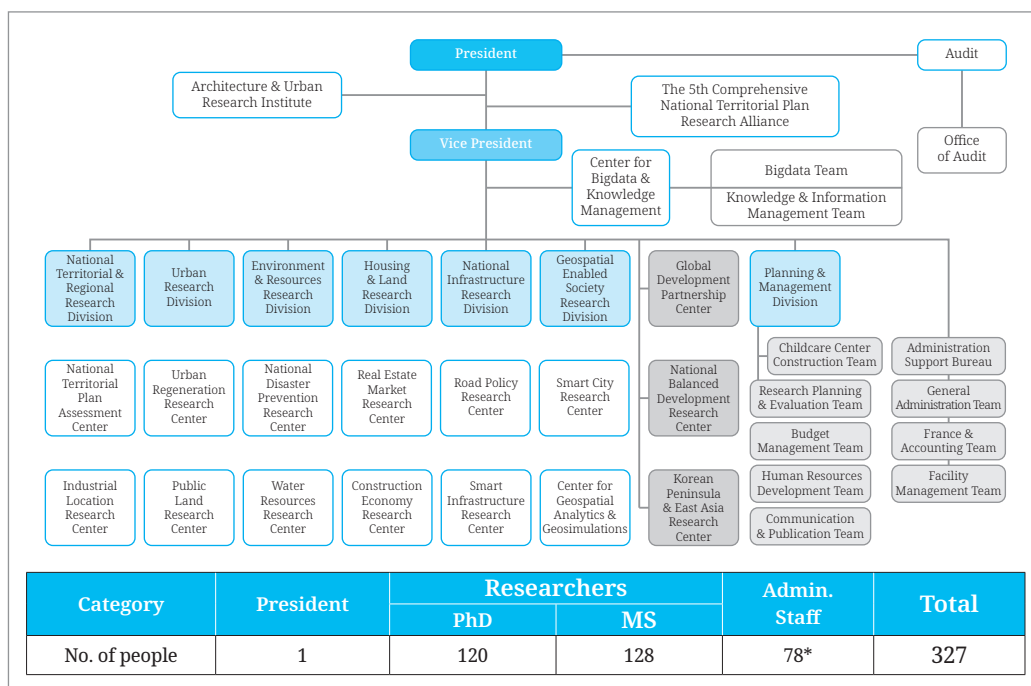 President
Audit
Architecture & Urban
Research Institute
The 5th Comprehensive
National Territorial Plan
Research Alliance
Vice President
Office
of Audit
Center for
Bigdata &
Knowledge
Management
Bigdata Team
Knowledge & Information
Management Team
National
Territorial &
Regional
Research
Division
Urban
Research
Division
Environment
& Resources
Research
Division
Housing
& Land
Research
Division
National
Infrastructure
Research
Division
Geospatial
Enabled
Society
Research
Division
Global
Development
Partnership
Center
Planning &
Management
Division
National
Territorial
Plan
Assessment
Center
Urban
Regeneration
Research
Center
National
Disaster
Prevention
Research
Center
Real Estate
Market
Research
Center
Road Policy
Research
Center
Smart City
Research
Center
National
Balanced
Development
Research
Center
Childcare Center
Construction Team
Research Planning
& Evaluation Team
Budget
Management Team
Human Resources
Development Team
Communication
& Publication Team
Administration
Support Bureau
General
Administration Team
France &
Accounting Team
Facility
Management Team
Industrial
Location
Research
Center
Public
Land
Research
Center
Water
Resources
Research
Center
Construction
Economy
Research
Center
Smart
Infrastructure
Research
Center
Center for
Geospatial
Analytics &
Geosimulations
Korean
Peninsula
& East Asia
Research
Center
Category President Researchers Admin. Staff Total
PhD MS
No. of people 1 120 128 78* 327